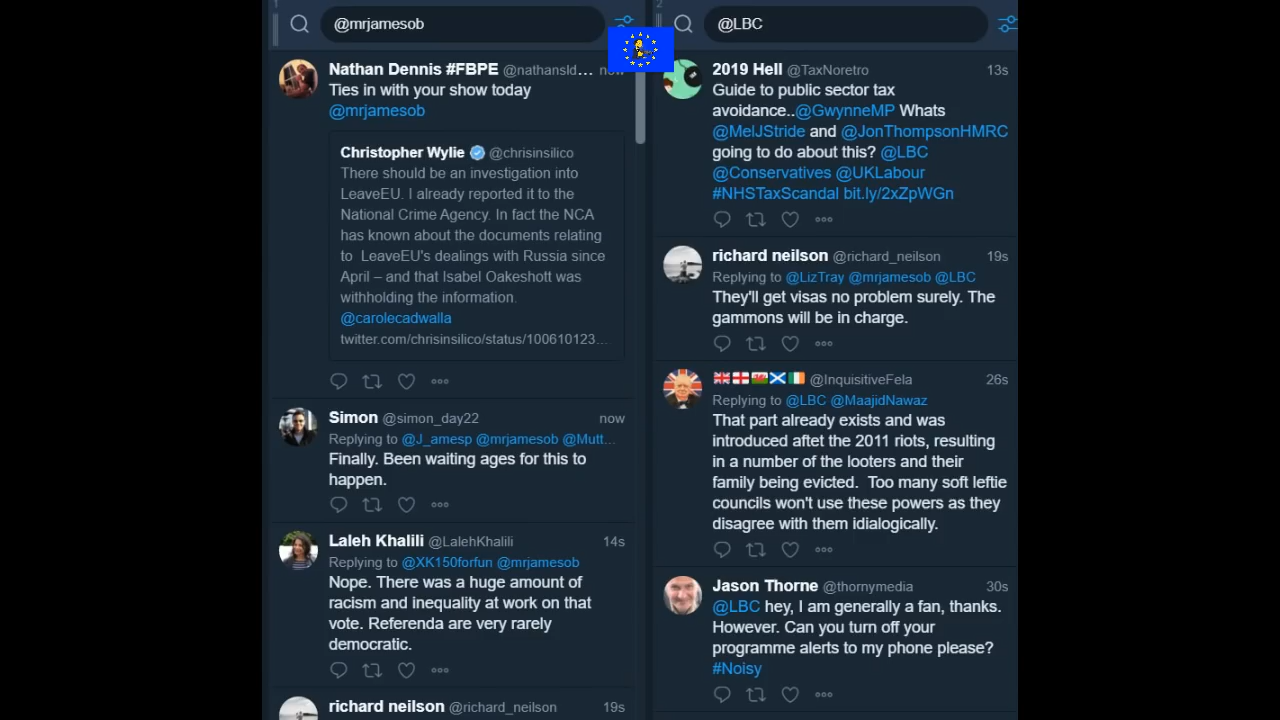 1
@mrjamesob
Nathan Dennis #FBPE @nathansld... now
Ties in with your show today
@mrjamesob
Christopher Wylie @chrisinsilico
There should be an investigation into
LeaveEU. I already reported it to the
National Crime Agency. In fact the NCA
has known about the documents relating
to LeaveEU's dealings with Russia since
April – and that Isabel Oakeshott was
withholding the information.
@carolecadwalla
twitter.com/chrisinsilico/status/100610123...
Simon @simon_day22 now
Replying to @J_amesp @mrjamesob @Mutt...
Finally. Been waiting ages for this to
happen.
Laleh Khalili @LalehKhalili 14s
Replying to @XK150forfun @mrjamesob
Nope. There was a huge amount of
racism and inequality at work on that
vote. Referenda are very rarely
democratic.
richard neilson @richard_neilson 19s
2
@LBC
2019 Hell @TaxNoretro 13s
Guide to public sector tax
avoidance..@GwynneMP Whats
@MelJStride and @JonThompsonHMRC
going to do about this? @LBC
@Conservatives @UKLabour
#NHSTaxScandal bit.ly/2xZpWGn
richard neilson @richard_neilson 19s
Replying to @LizTray @mrjamesob @LBC
They'll get visas no problem surely. The
gammons will be in charge.
@InquisitiveFela 26s
Replying to @LBC @MaajidNawaz
That part already exists and was
introduced aftet the 2011 riots, resulting
in a number of the looters and their
family being evicted. Too many soft leftie
councils won't use these powers as they
disagree with them idialogically.
Jason Thorne @thornymedia 30s
@LBC hey, I am generally a fan, thanks.
However. Can you turn off your
programme alerts to my phone please?
#Noisy